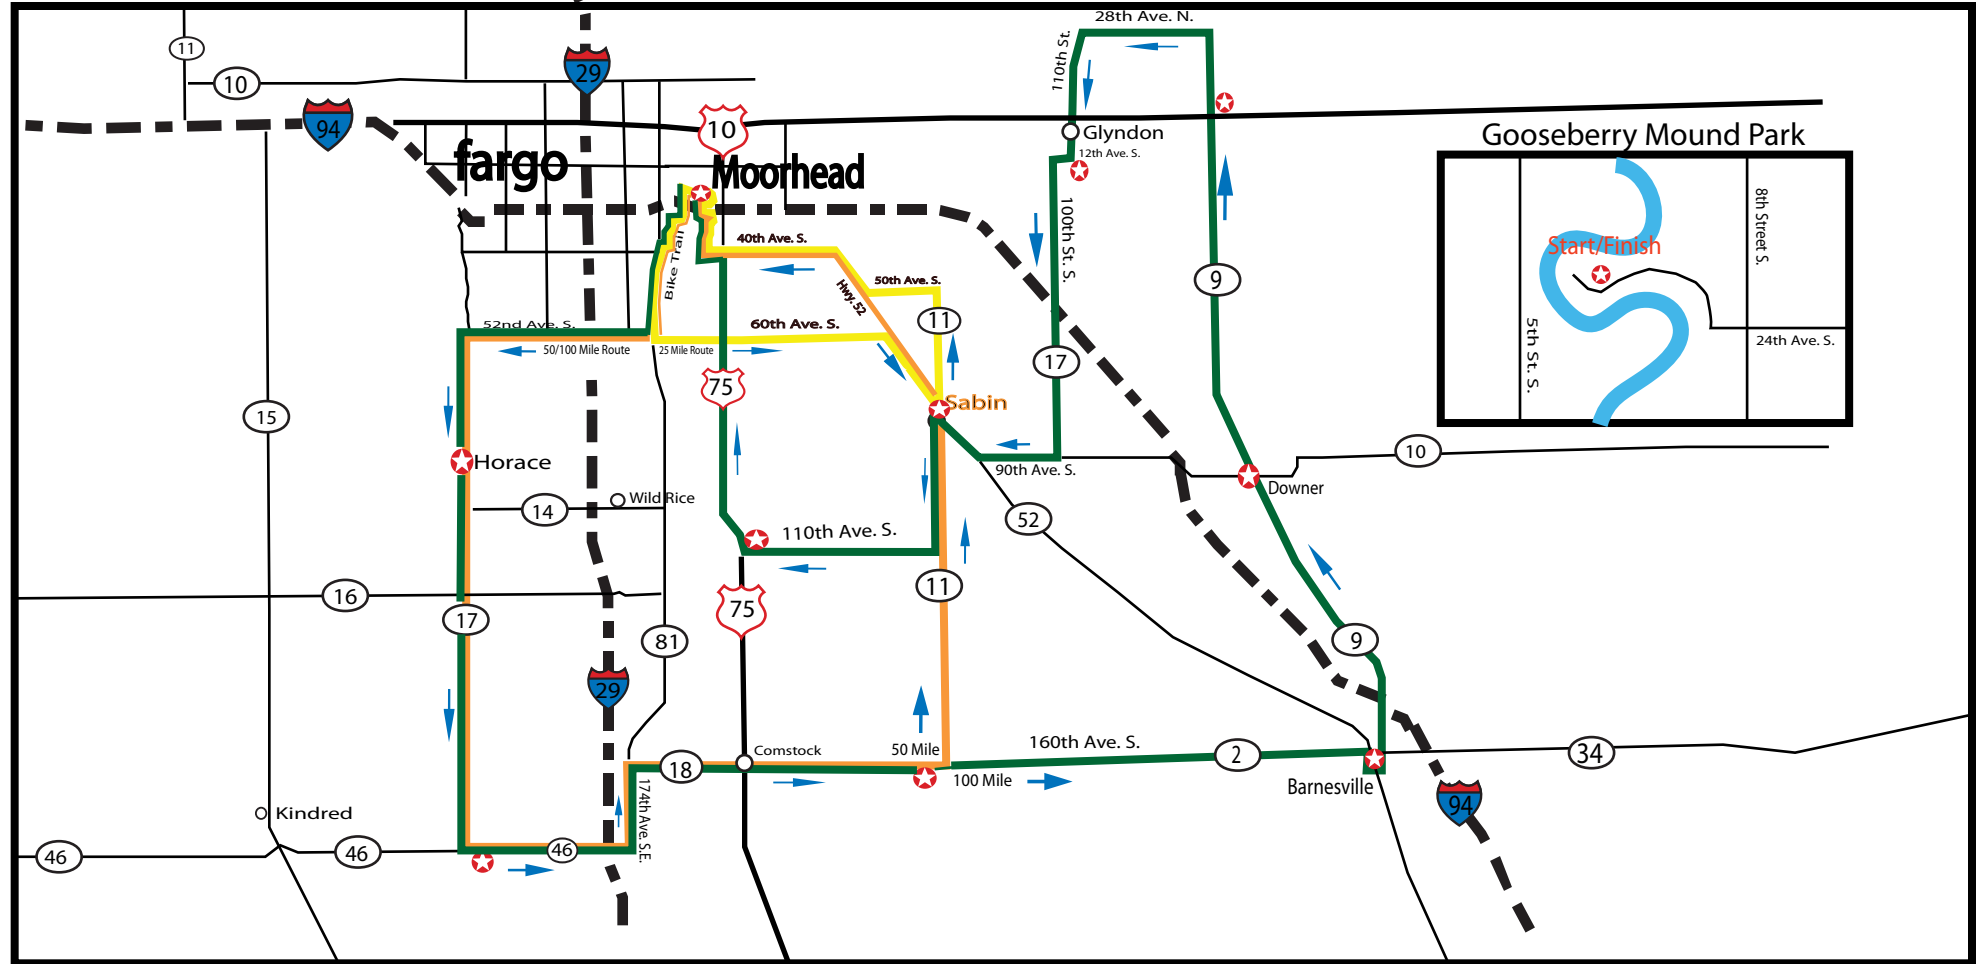 28th Ave. N.
11
29
110th St.
10
94
10
Glyndon
12th Ave. S.
Gooseberry Mound Park
fargo
Moorhead
8th Street S.
Start/Finish
5th St. S.
24th Ave. S.
100th St. S.
40th Ave. S.
Bike Trail
50th Ave. S.
Hwy. 52
9
11
52nd Ave. S.
60th Ave. S.
50/100 Mile Route
25 Mile Route
17
75
Sabin
15
Horace
90th Ave. S.
10
Downer
Wild Rice
14
52
110th Ave. S.
16
11
75
17
81
9
29
160th Ave. S.
50 Mile
Comstock
18
100 Mile
2
34
Barnesville
174th Ave. S.E.
94
Kindred
46
46
46